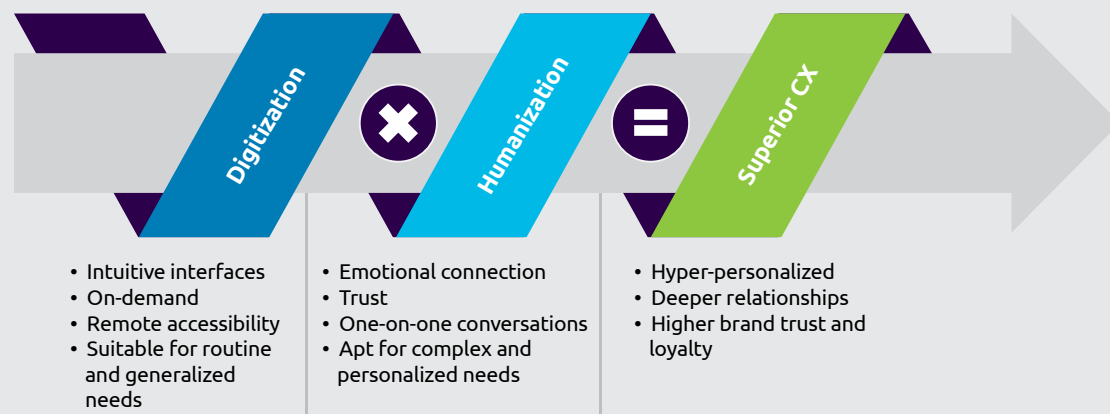 Digitization
Humanization
Superior CX
• Intuitive interfaces
• On-demand
• Remote accessibility
• Suitable for routine
and generalized
needs
• Emotional connection
• Trust
• One-on-one conversations
• Apt for complex and
personalized needs
• Hyper-personalized
• Deeper relationships
• Higher brand trust and
loyalty